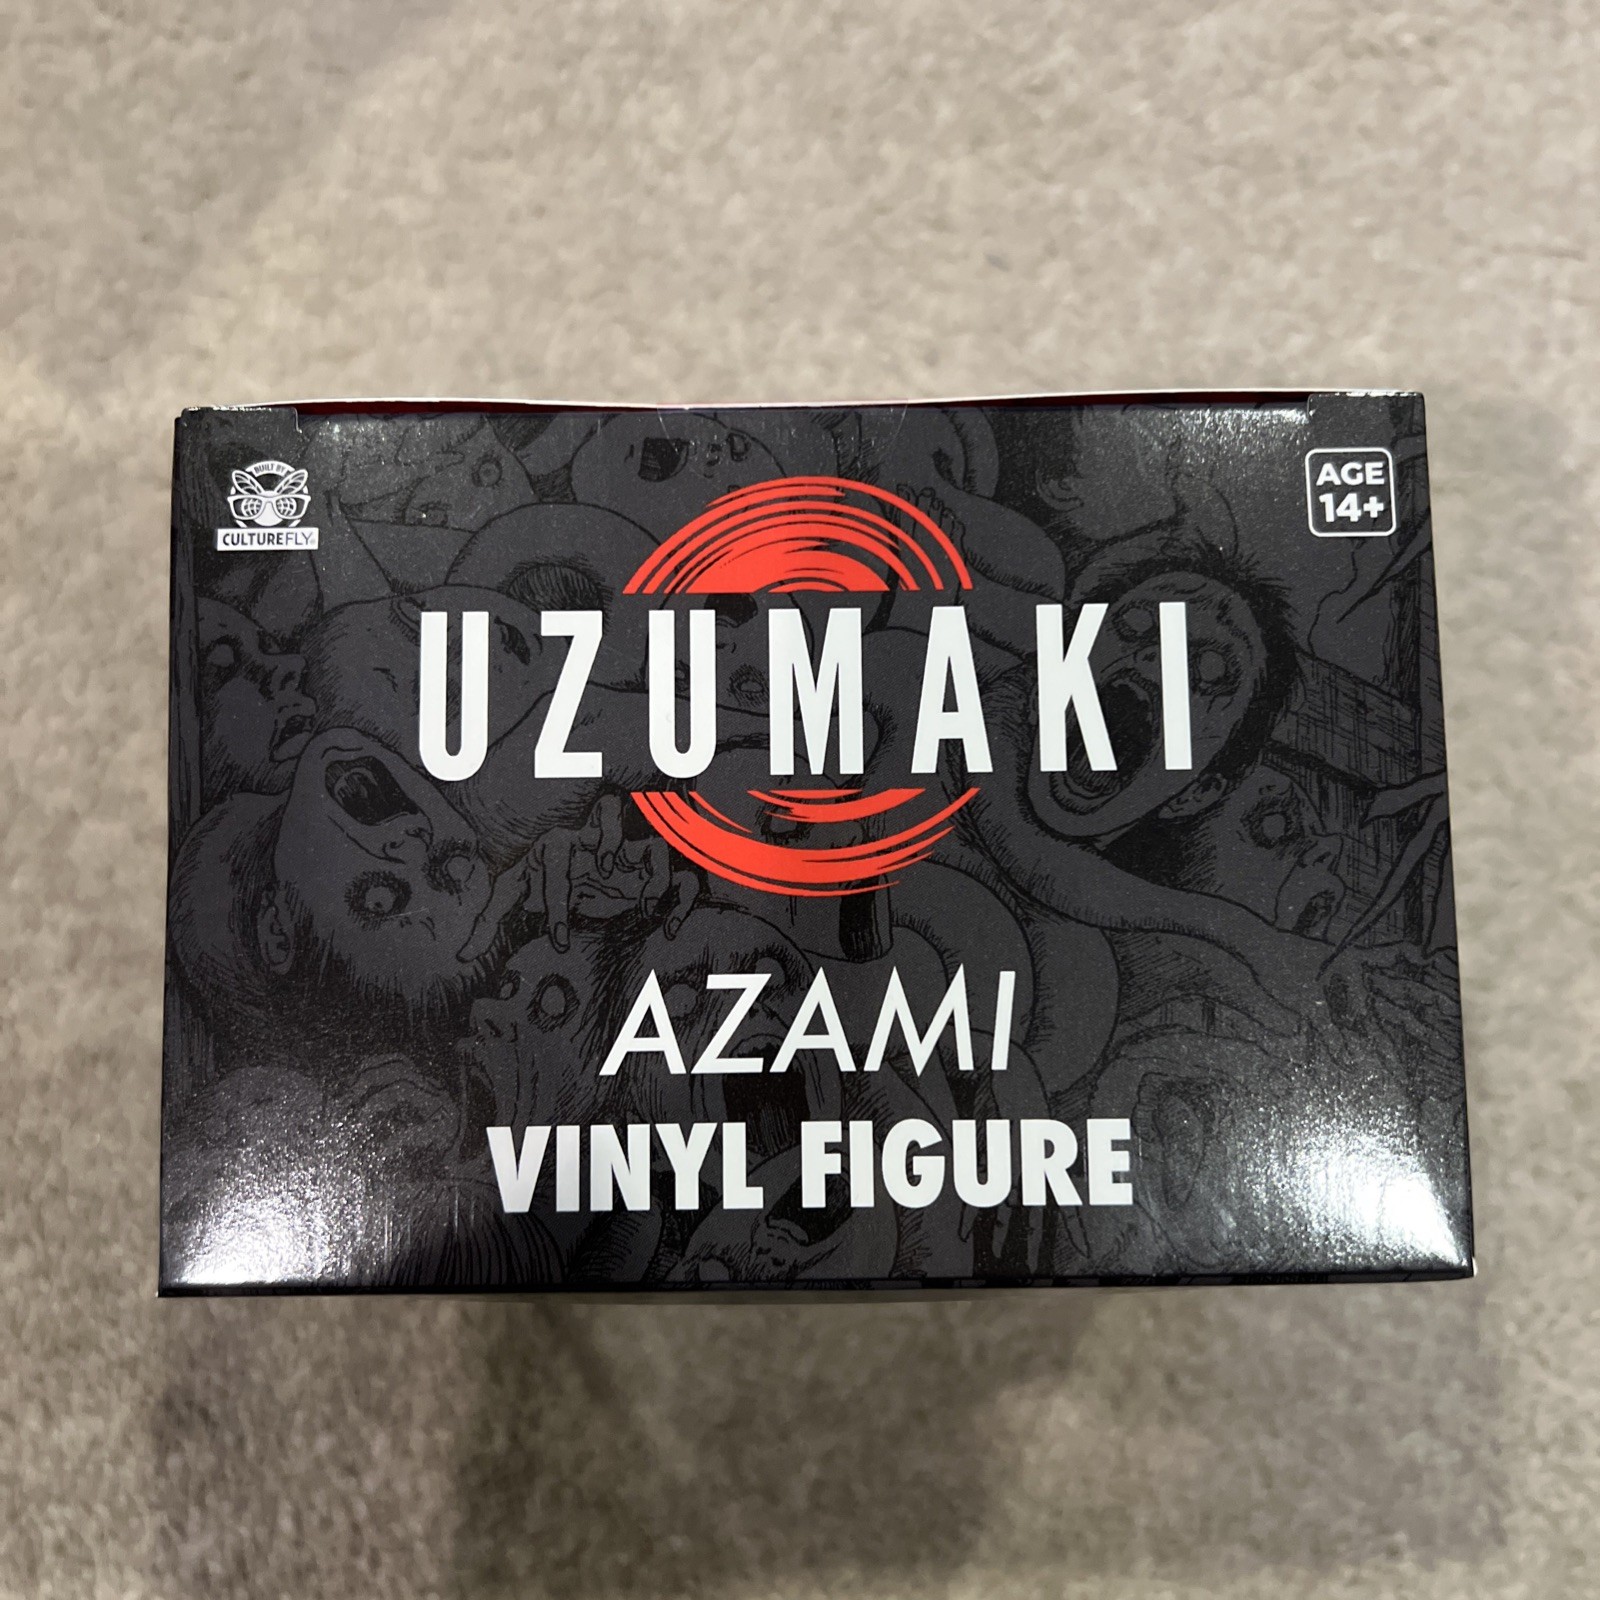 BUILT BY
CULTUREFLY®
AGE
14+
UZUMAKI
AZAMI
VINYL FIGURE